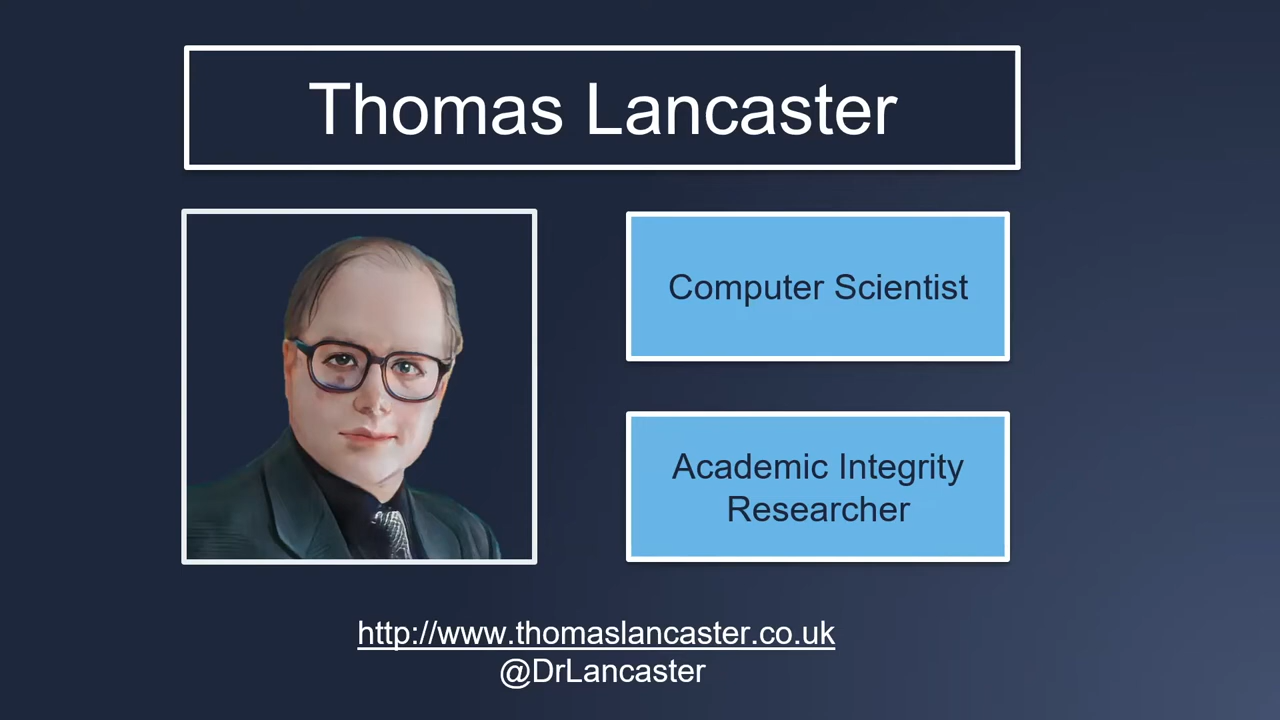 Thomas Lancaster
Computer Scientist
Academic Integrity
Researcher
http://www.thomaslancaster.co.uk
@DrLancaster